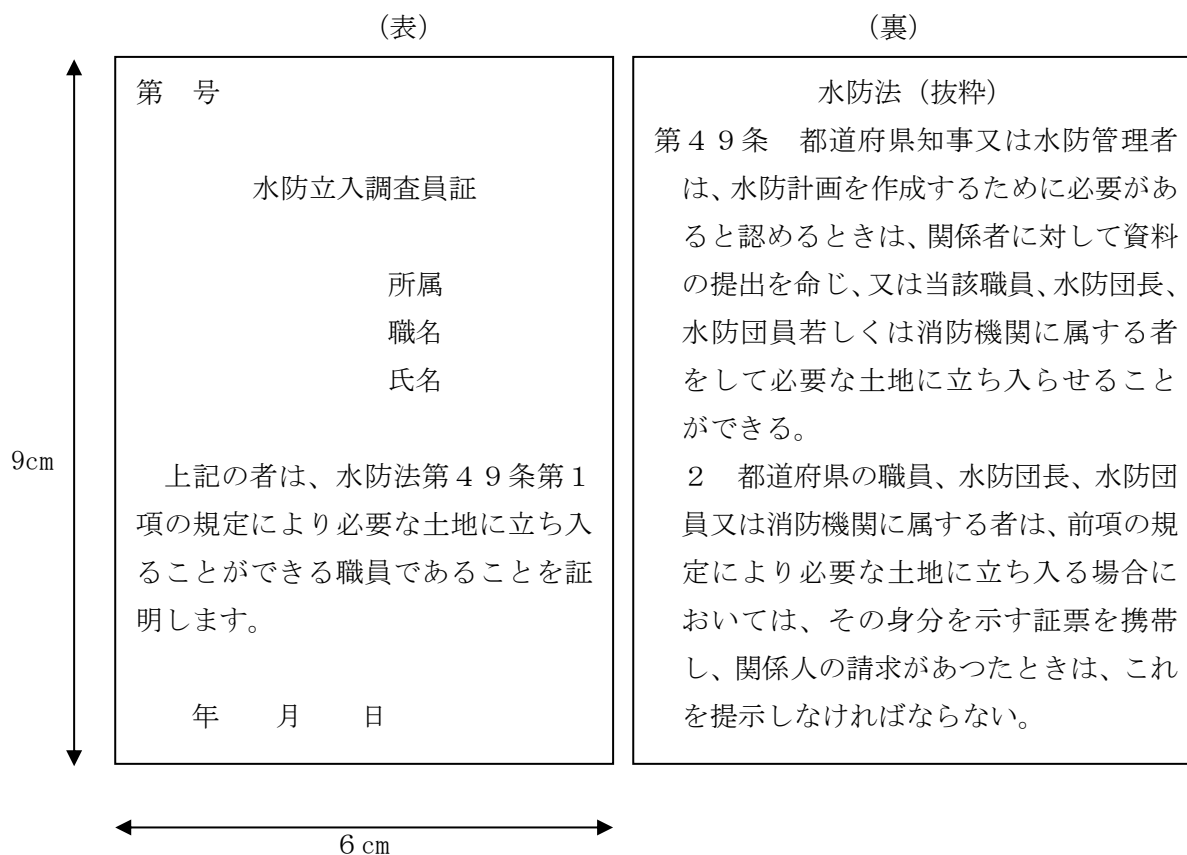 (表)
第 号
水防立入調査員証
所属
職名
氏名
上記の者は、水防法第49条第1
項の規定により必要な土地に立ち入
ることができる職員であることを証
明します。
年 月 日
9cm
6cm
(裏)
水防法(抜粋)
第49条 都道府県知事又は水防管理者
は、水防計画を作成するために必要があ
ると認めるときは、関係者に対して資料
の提出を命じ、又は当該職員、水防団長、
水防団員若しくは消防機関に属する者
をして必要な土地に立ち入らせること
ができる。
2 都道府県の職員、水防団長、水防団
員又は消防機関に属する者は、前項の規
定により必要な土地に立ち入る場合に
おいては、その身分を示す証票を携帯
し、関係人の請求があつたときは、これ
を提示しなければならない。